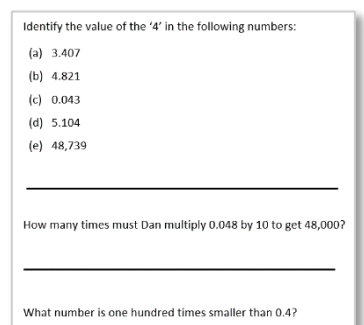 Identify the value of the ‘4’ in the following numbers:
(a) 3.407
(b) 4.821
(c) 0.043
(d) 5.104
(e) 48,739
How many times must Dan multiply 0.048 by 10 to get 48,000?
What number is one hundred times smaller than 0.4?